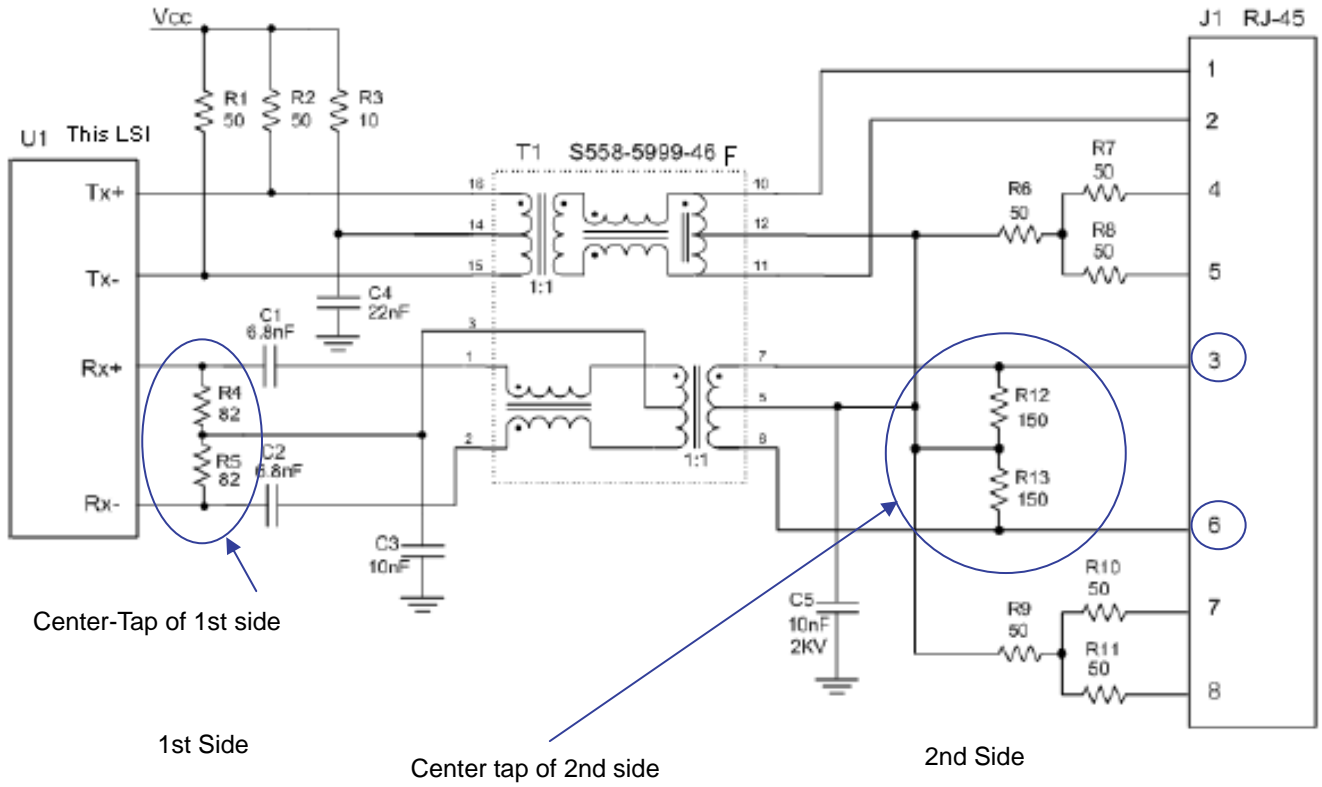 Vcc
J1 RJ-45
U1 This LSI
R1
50
R2
50
R3
10
T1 S558-5999-46 F
Tx+
Tx-
Rx+
Rx-
16
14
15
1:1
10
12
11
C4
22nF
C1
6.8nF
R4
82
R5
82
C2
6.8nF
C3
10nF
3
1
2
1:1
7
5
6
.
R6
50
R7
50
R8
50
R12
150
R13
150
C5
10nF
2KV
R9
50
R10
50
R11
50
1
2
4
5
3
6
7
8
Center-Tap of 1st side
1st Side
Center tap of 2nd side
2nd Side